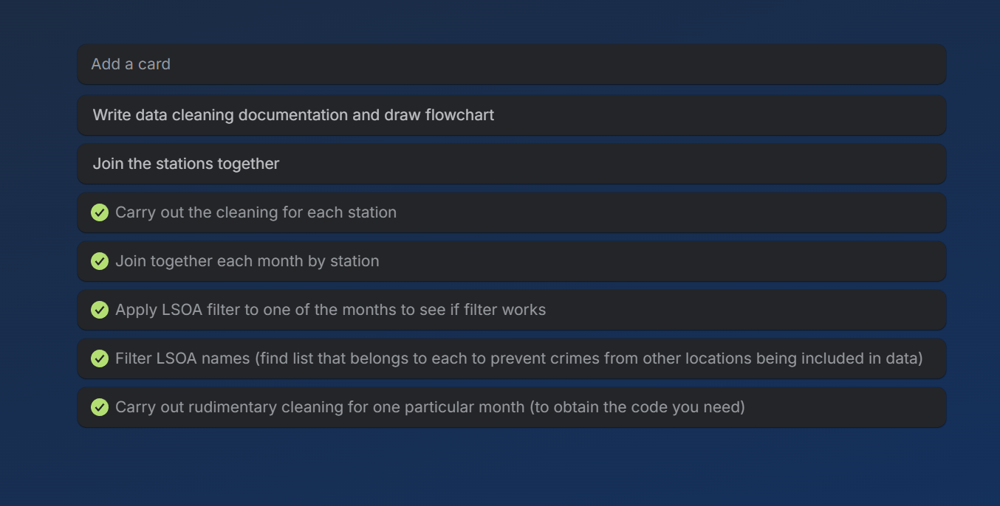 Add a card
Write data cleaning documentation and draw flowchart
Join the stations together
Carry out the cleaning for each station
Join together each month by station
Apply LSOA filter to one of the months to see if filter works
Filter LSOA names (find list that belongs to each to prevent crimes from other locations being included in data)
Carry out rudimentary cleaning for one particular month (to obtain the code you need)